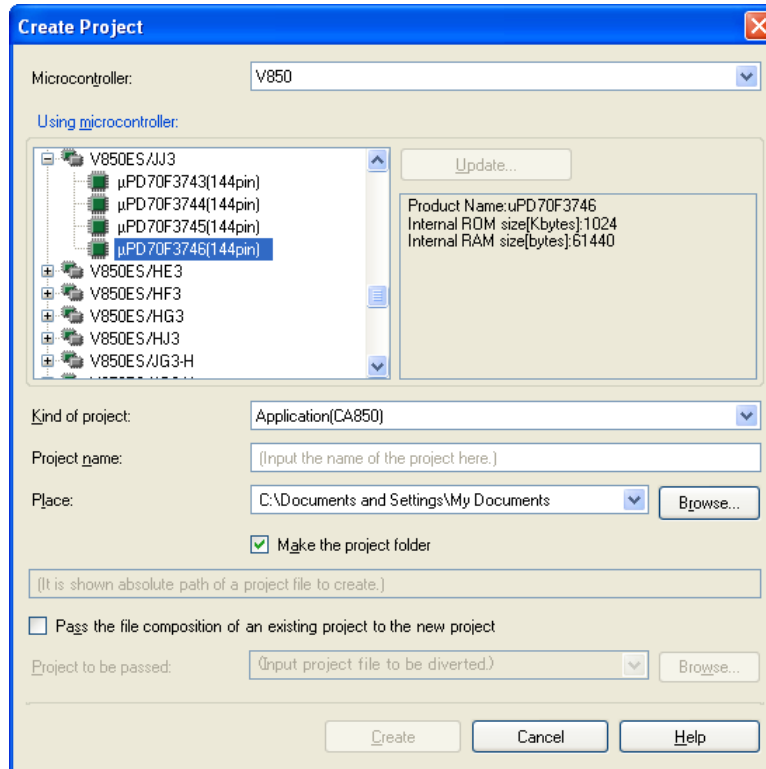 Create Project
Microcontroller: V850
Using microcontroller:
V850ES/JJ3
µPD70F3743(144pin)
µPD70F3744(144pin)
µPD70F3745(144pin)
µPD70F3746(144pin)
V850ES/HE3
V850ES/HF3
V850ES/HG3
V850ES/HJ3
V850ES/JG3-H
Update...
Product Name:uPD70F3746
Internal ROM size[Kbytes]:1024
Internal RAM size[bytes]:61440
Kind of project: Application(CA850)
Project name: (Input the name of the project here.)
Place: C:\Documents and Settings\My Documents Browse...
Make the project folder
(It is shown absolute path of a project file to create.)
Pass the file composition of an existing project to the new project
Project to be passed: (Input project file to be diverted.) Browse...
Create Cancel Help